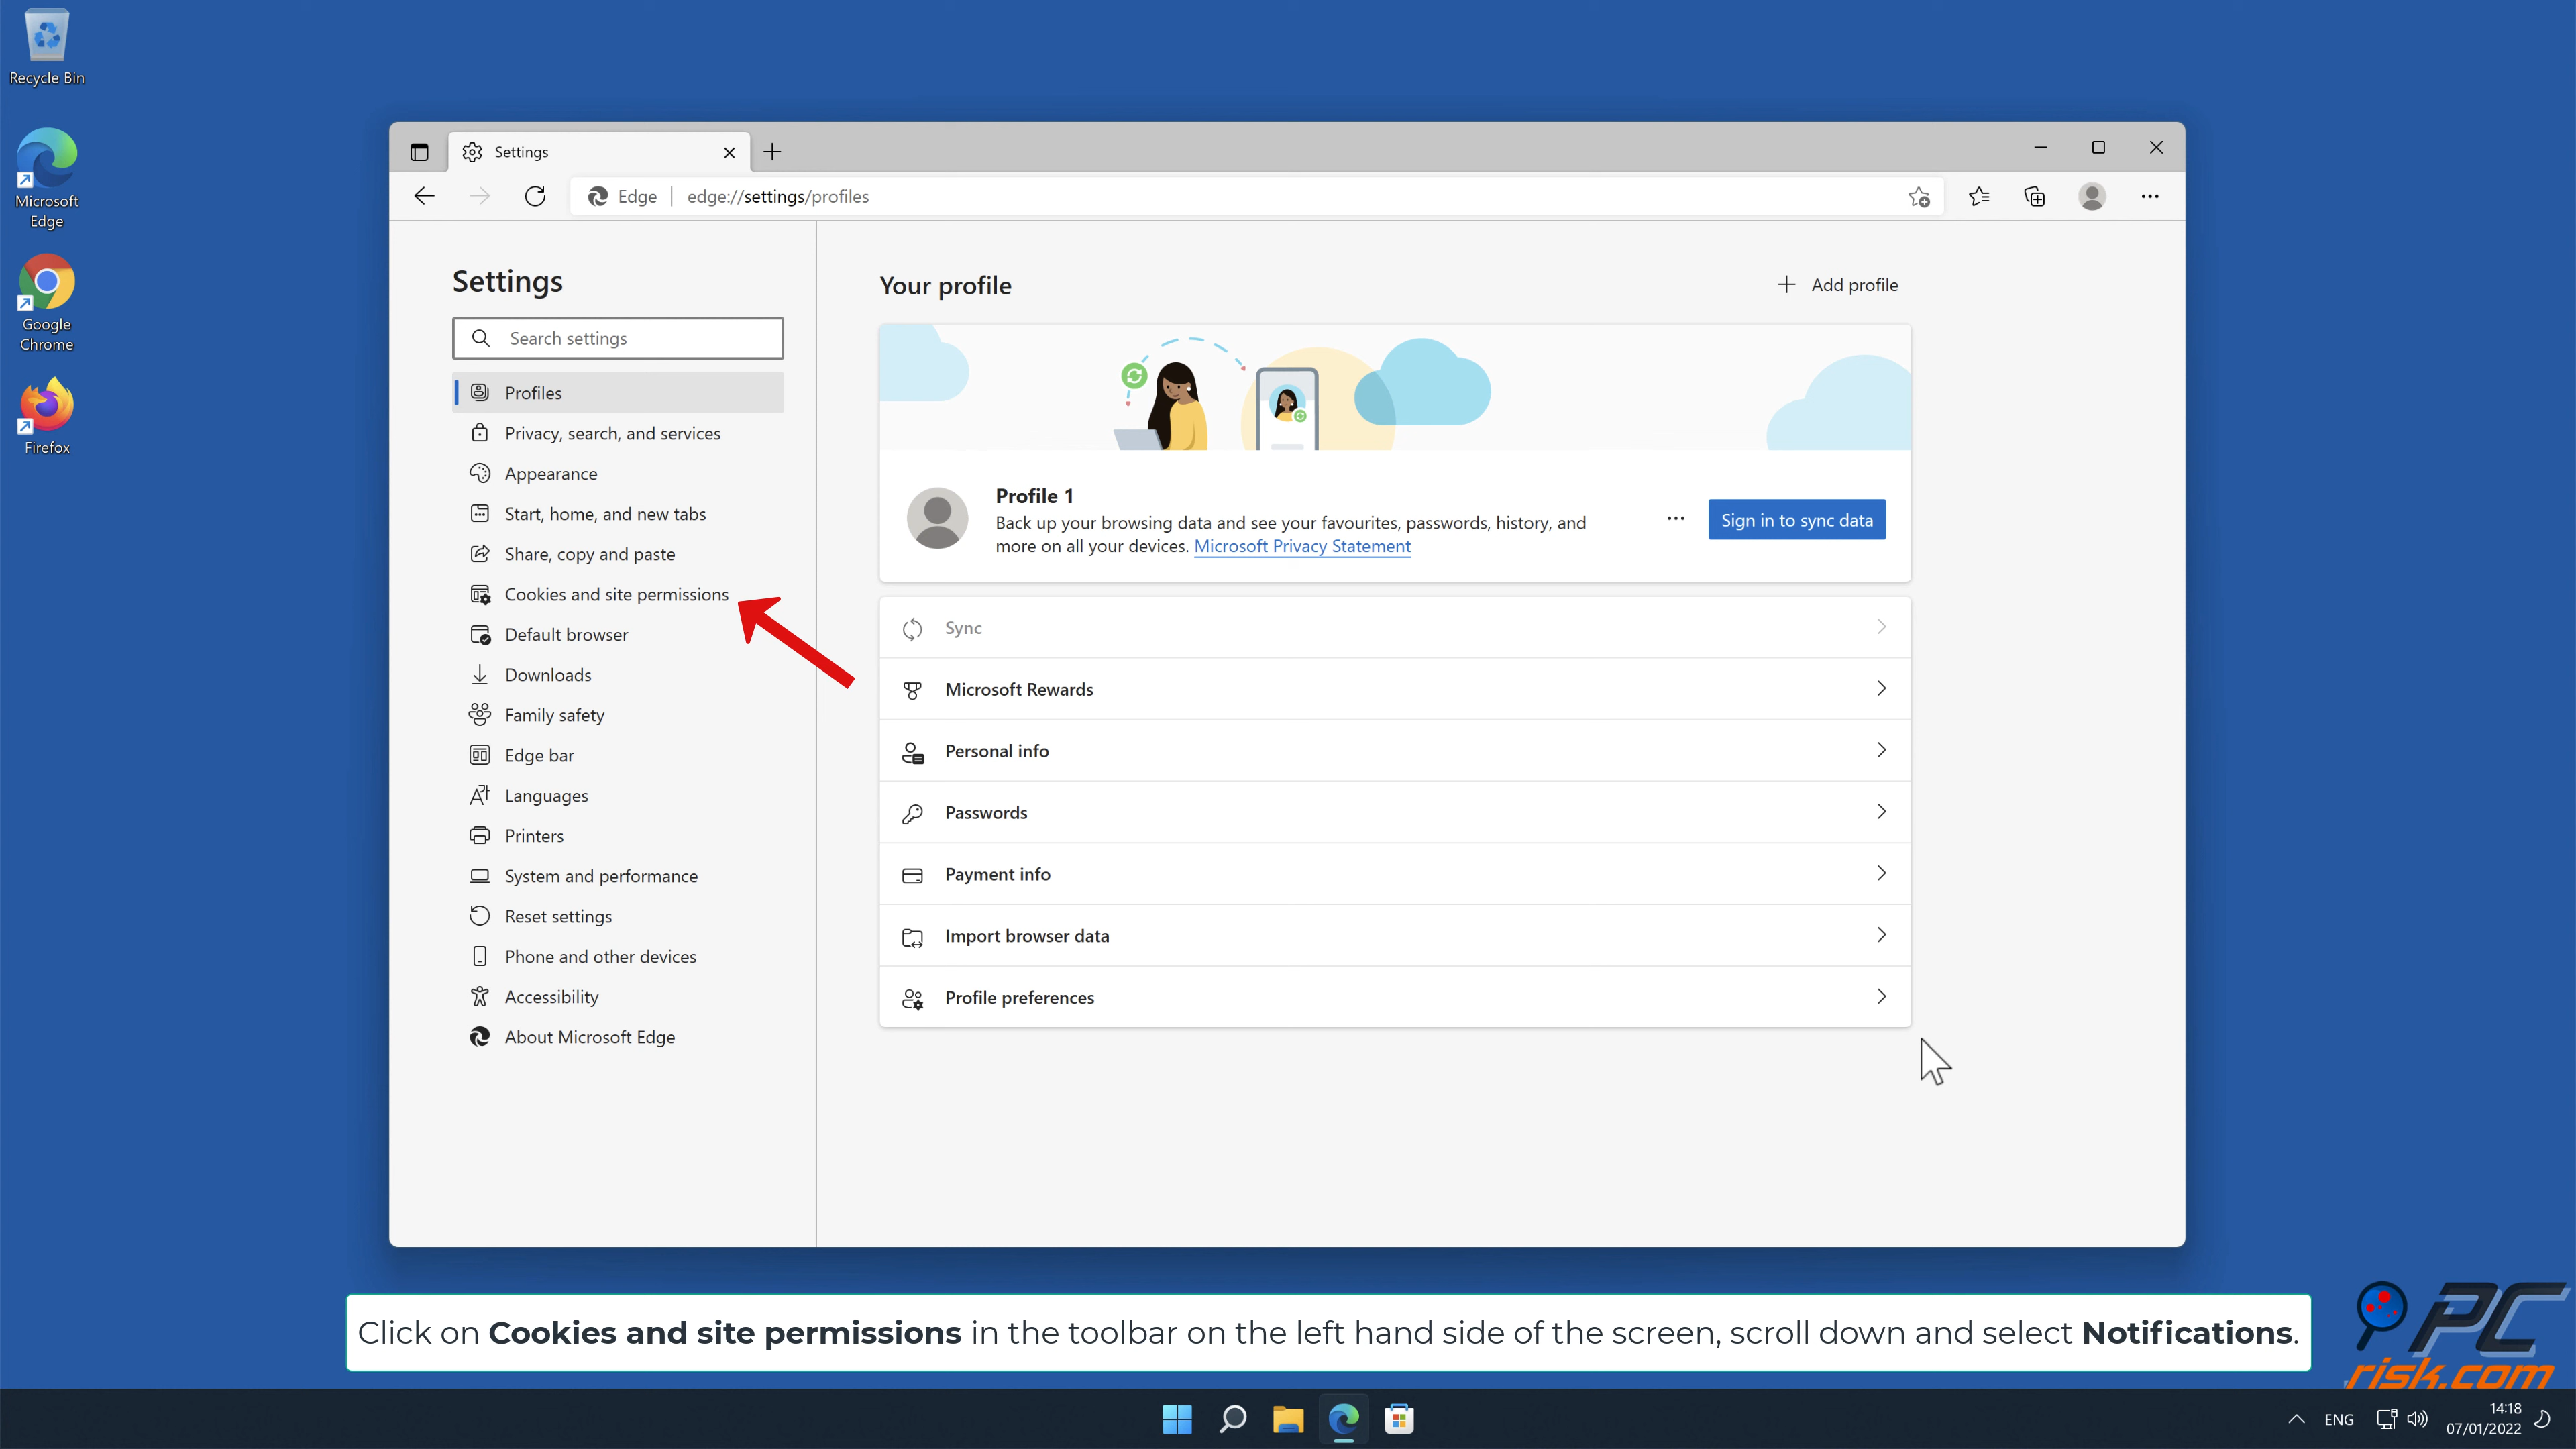 Recycle Bin
Microsoft
Edge
Google
Chrome
Firefox
Settings
Edge
edge://settings/profiles
Settings
Search settings
Profiles
Privacy, search, and services
Appearance
Start, home, and new tabs
Share, copy and paste
Cookies and site permissions
Default browser
Downloads
Family safety
Edge bar
Languages
Printers
System and performance
Reset settings
Phone and other devices
Accessibility
About Microsoft Edge
Your profile
Add profile
Profile 1
Back up your browsing data and see your favourites, passwords, history, and
more on all your devices. Microsoft Privacy Statement
Sign in to sync data
Sync
Microsoft Rewards
Personal info
Passwords
Payment info
Import browser data
Profile preferences
Click on Cookies and site permissions in the toolbar on the left hand side of the screen, scroll down and select Notifications.
PC
risk.com
ENG
14:18
07/01/2022